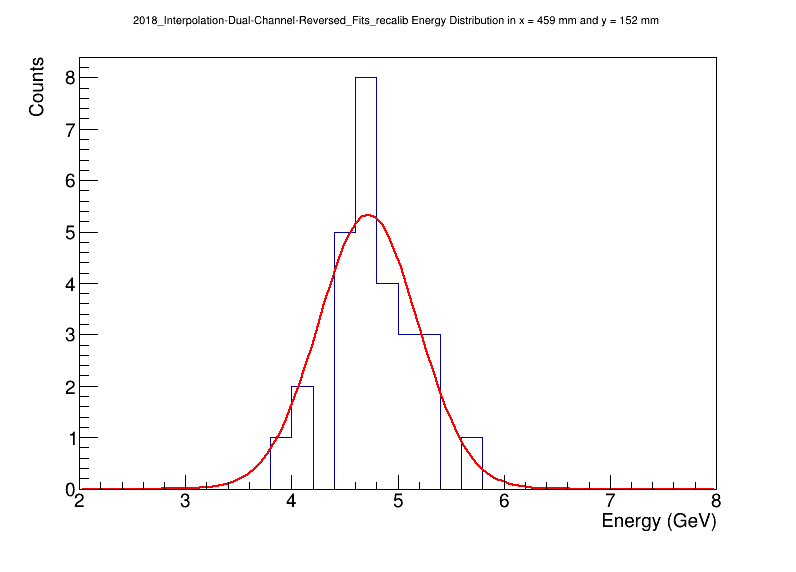 2018_Interpolation-Dual-Channel-Reversed_Fits_recalib Energy Distribution in x = 459 mm and y = 152 mm
Counts
8
7
6
5
4
3
2
1
0
2 3 4 5 6 7 8
Energy (GeV)